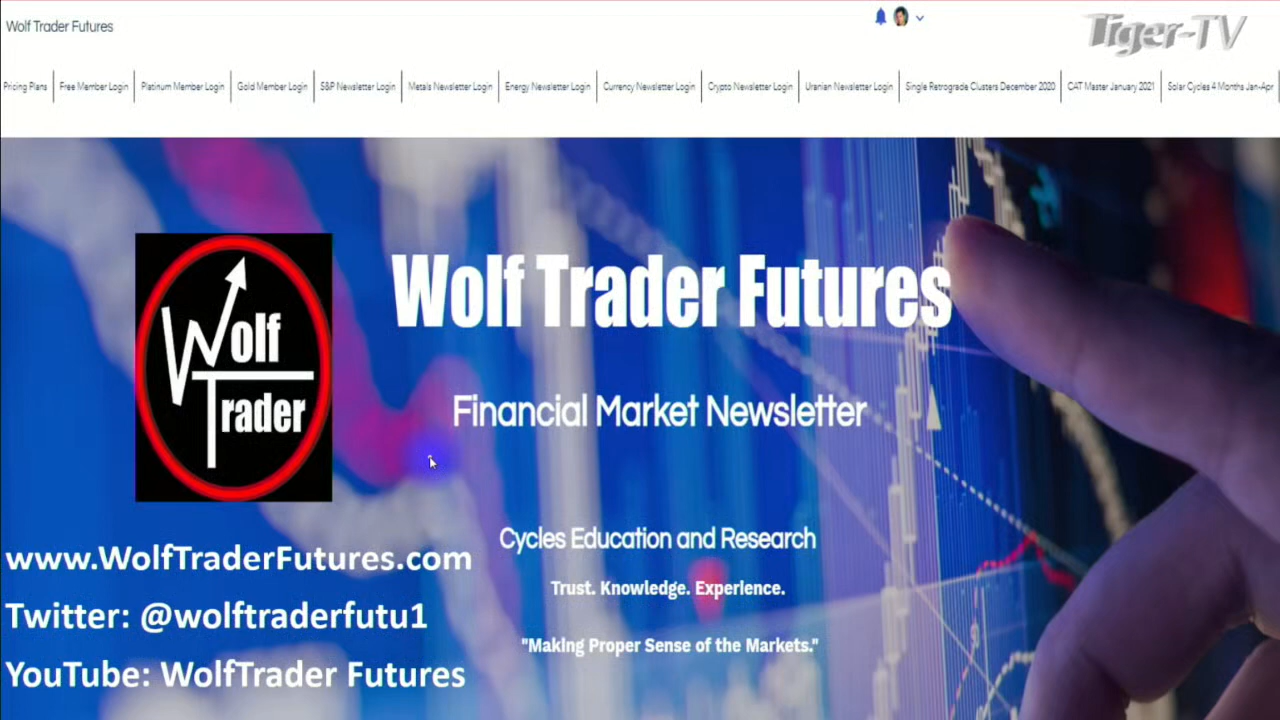 Wolf Trader Futures
Tiger-TV
Pricing Plans
Free Member Login
Platinum Member Login
Gold Member Login
S&P Newsletter Login
Metals Newsletter Login
Energy Newsletter Login
Currency Newsletter Login
Crypto Newsletter Login
Uranian Newsletter Login
Single Retrograde Clusters December 2020
CAT Master January 2021
Solar Cycles 4 Months Jan-Apr
Wolf
Trader
Wolf Trader Futures
Financial Market Newsletter
Cycles Education and Research
Trust. Knowledge. Experience.
"Making Proper Sense of the Markets."
www.WolfTraderFutures.com
Twitter: @wolftraderfutu1
YouTube: WolfTrader Futures